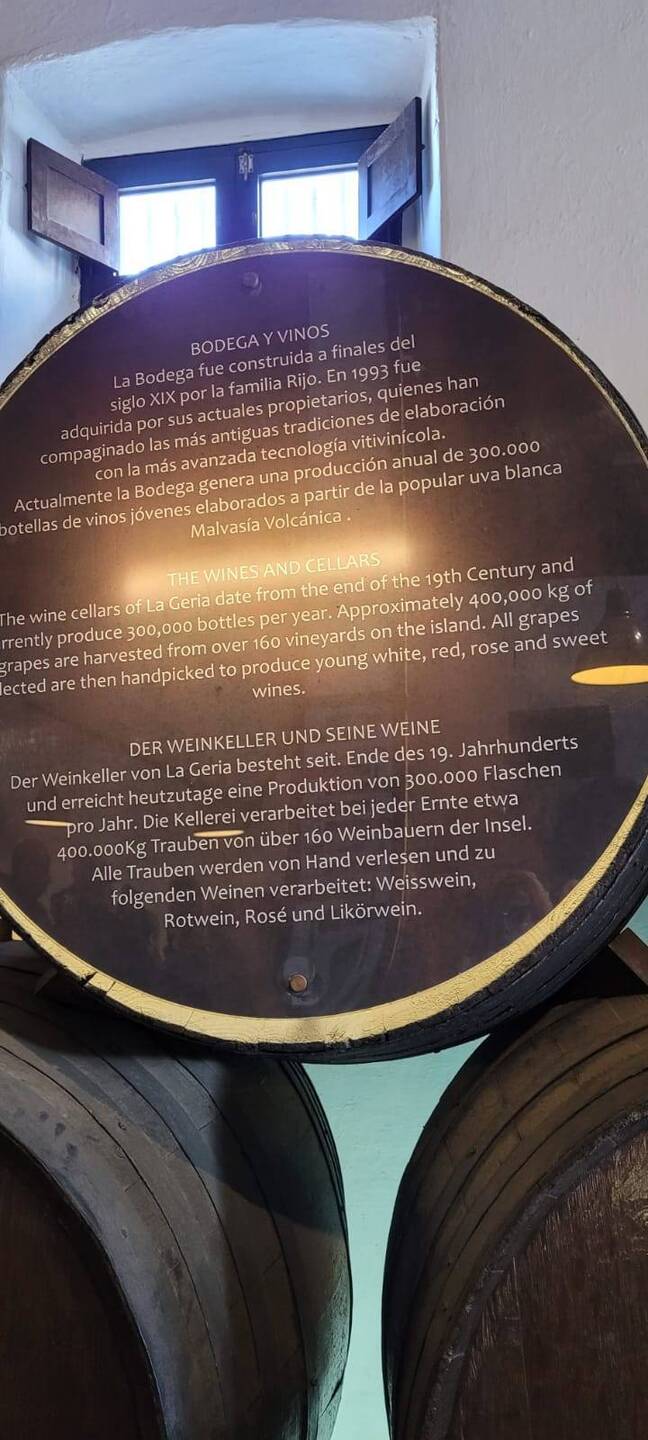 BODEGA Y VINOS
La Bodega fue construida a finales del
siglo XIX por la familia Rijo. En 1993 fue
adquirida por sus actuales propietarios, quienes han
compaginado las más antiguas tradiciones de elaboración
con la más avanzada tecnología vitivinícola.
Actualmente la Bodega genera una producción anual de 300.000
botellas de vinos jóvenes elaborados a partir de la popular uva blanca
Malvasía Volcánica .
THE WINES AND CELLARS
The wine cellars of La Geria date from the end of the 19th Century and
rrently produce 300,000 bottles per year. Approximately 400,000 kg of
grapes are harvested from over 160 vineyards on the island. All grapes
lected are then handpicked to produce young white, red, rose and sweet
wines.
DER WEINKELLER UND SEINE WEINE
Der Weinkeller von La Geria besteht seit. Ende des 19. Jahrhunderts
und erreicht heutzutage eine Produktion von 300.000 Flaschen
pro Jahr. Die Kellerei verarbeitet bei jeder Ernte etwa
400.000Kg Trauben von über 160 Weinbauern der Insel.
Alle Trauben werden von Hand verlesen und zu
folgenden Weinen verarbeitet: Weisswein,
Rotwein, Rosé und Likörwein.